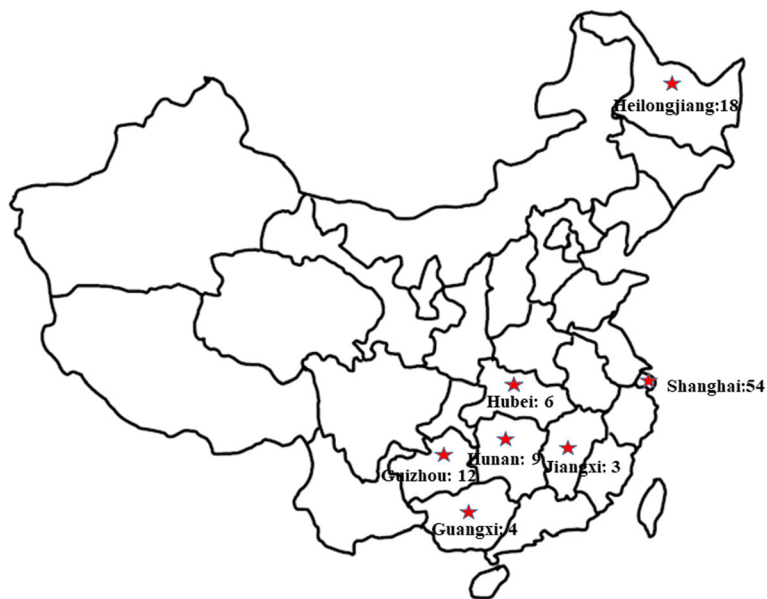 Heilongjiang:18
Shanghai:54
Hubei: 6
Hunan: 9
Jiangxi: 3
Guizhou: 12
Guangxi: 4